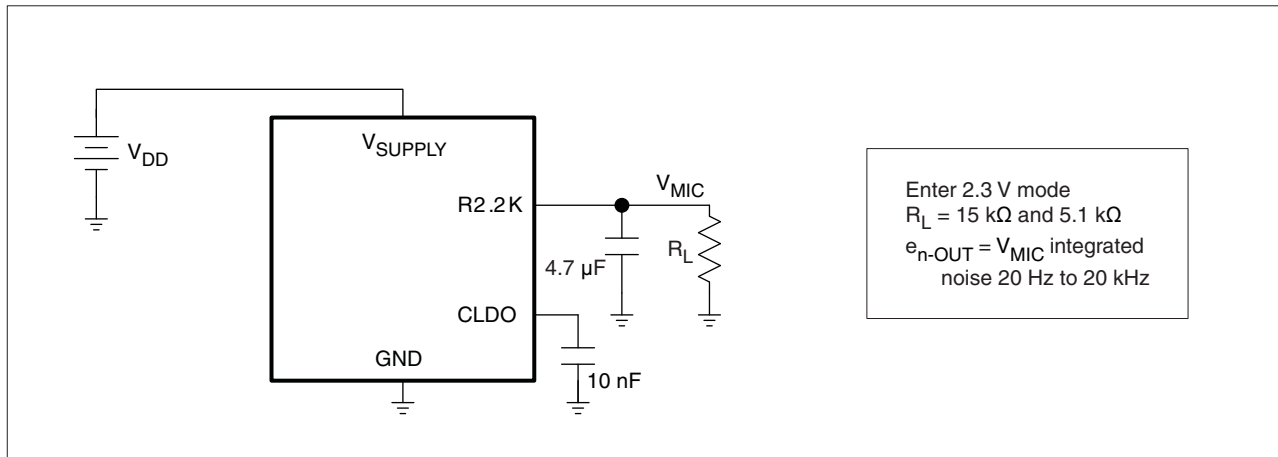 V_DD
V_SUPPLY
R2.2K
V_MIC
4.7 µF
R_L
CLDO
GND
10 nF
Enter 2.3 V mode
R_L = 15 kΩ and 5.1 kΩ
e_n-OUT = V_MIC integrated
noise 20 Hz to 20 kHz